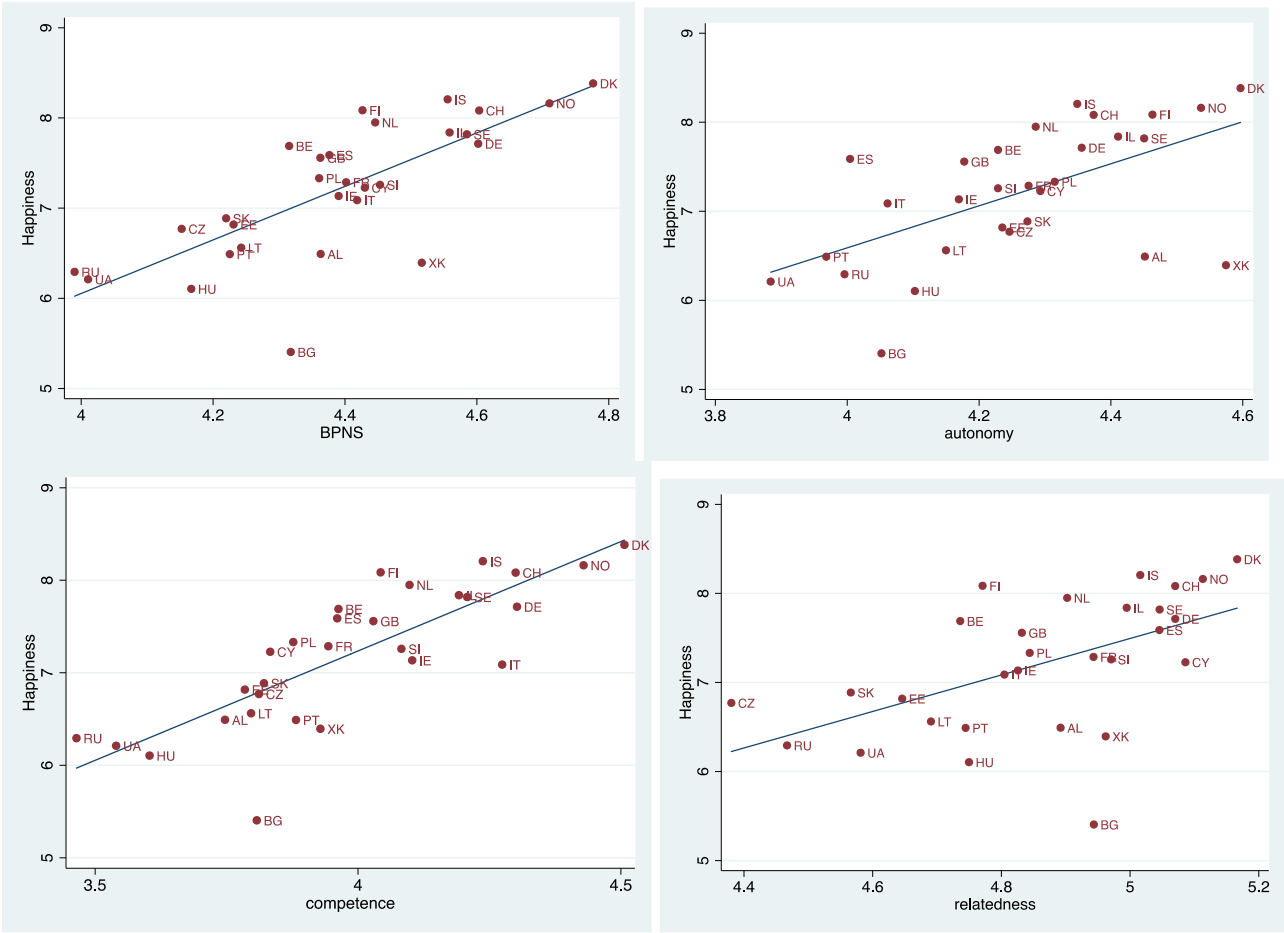 9
8
7
6
5
Happiness
DK
NO
IS
CH
FI
NL
IL SE
DE
BE
ES
GB
PL FR SI
CY
IE IT
SK
EE
CZ
LT
PT AL
XK
RU
UA
HU
BG
4 4.2 4.4 4.6 4.8
BPNS
9
8
7
6
5
Happiness
DK
IS NO
CH FI
NL
IL SE
BE DE
ES GB
PL
SI FR
CY
IT IE
SK
EE
CZ
LT
PT AL
XK
RU
UA
HU
BG
3.8 4 4.2 4.4 4.6
autonomy
9
8
7
6
5
Happiness
DK
IS NO
FI CH
NL
IL SE
BE DE
ES GB
PL FR
CY SI
IE IT
SK
EE CZ
LT
AL PT
XK
RU
UA
HU
BG
3.5 4 4.5
competence
9
8
7
6
5
Happiness
DK
IS NO
FI CH
NL
IL SE
BE DE
GB ES
PL FR SI CY
IT IE
SK EE
CZ
LT PT AL
XK
RU
UA
HU
BG
4.4 4.6 4.8 5 5.2
relatedness